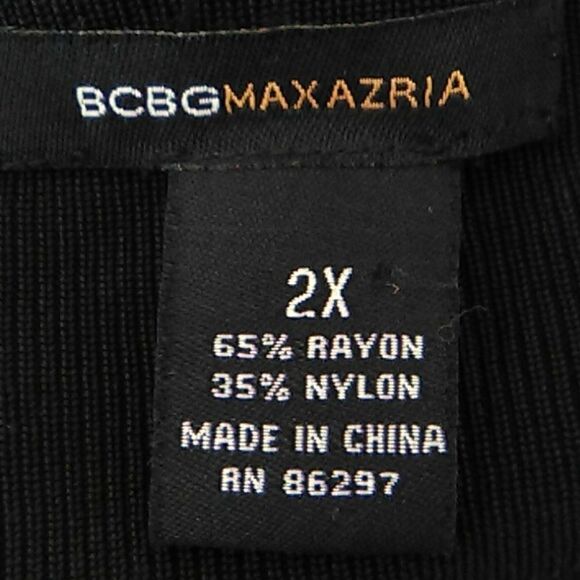 BCBGMAXAZRIA
2X
65% RAYON
35% NYLON
MADE IN CHINA
RN 86297